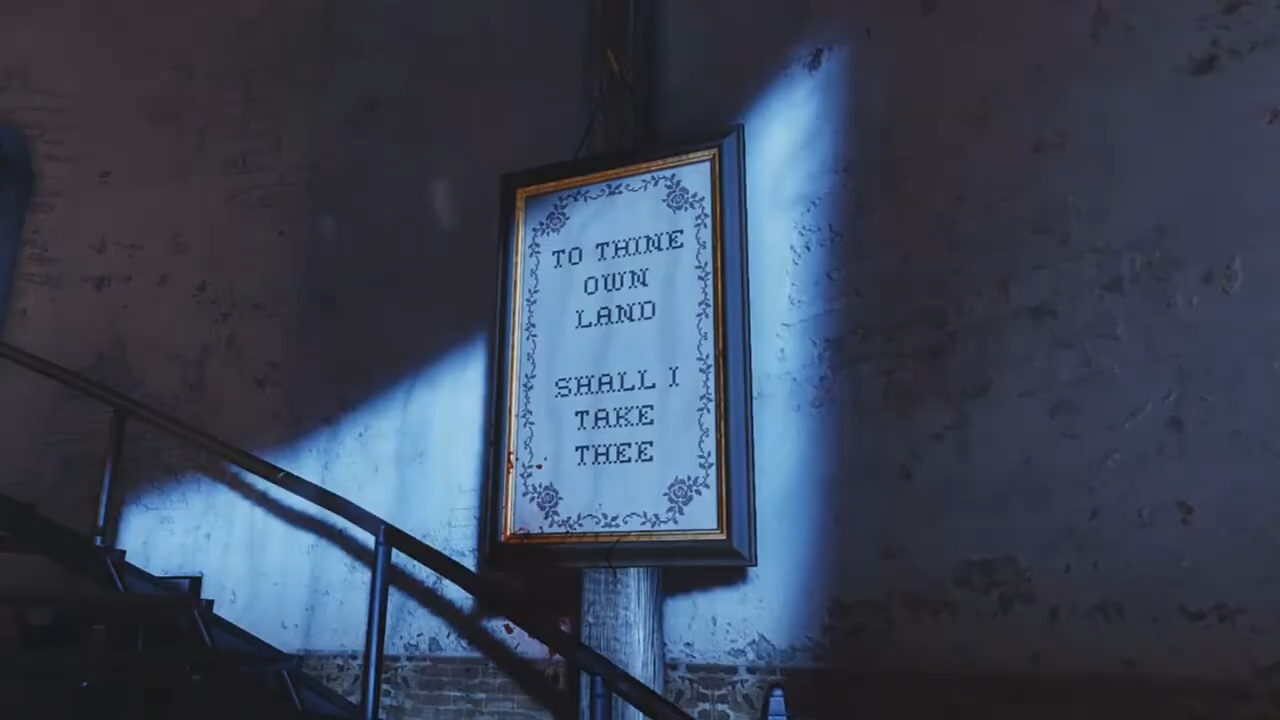 TO THINE
OWN
LAND
SHALL I
TAKE
THEE